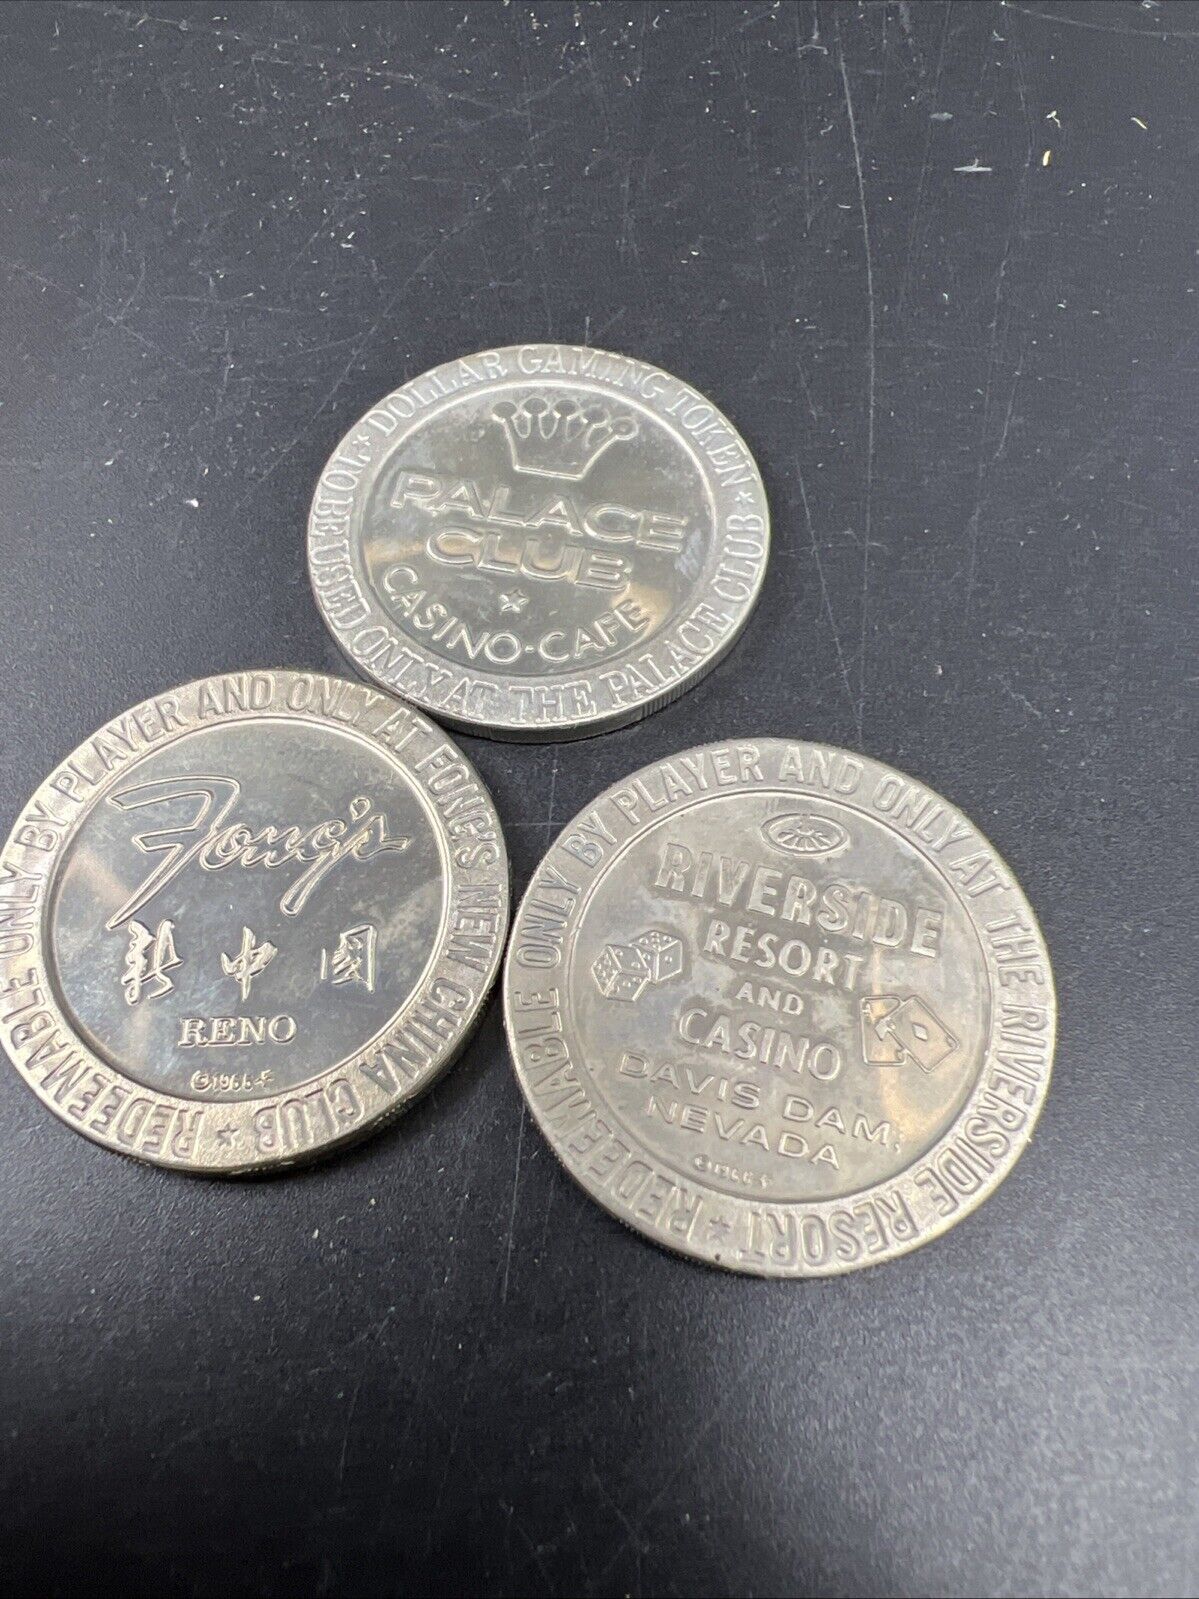 ★ DOLLAR GAMING TOKEN ★
TO BE USED ONLY AT THE PALACE CLUB
PALACE
CLUB
CASINO-CAFE
REDEEMABLE ONLY BY PLAYER AND ONLY AT FONG'S NEW CHINA CLUB ★
Fong's
新中國
RENO
©1966-F
REDEEMABLE ONLY BY PLAYER AND ONLY AT THE RIVERSIDE RESORT ★
RIVERSIDE
RESORT
AND
CASINO
DAVIS DAM,
NEVADA
©1966-F